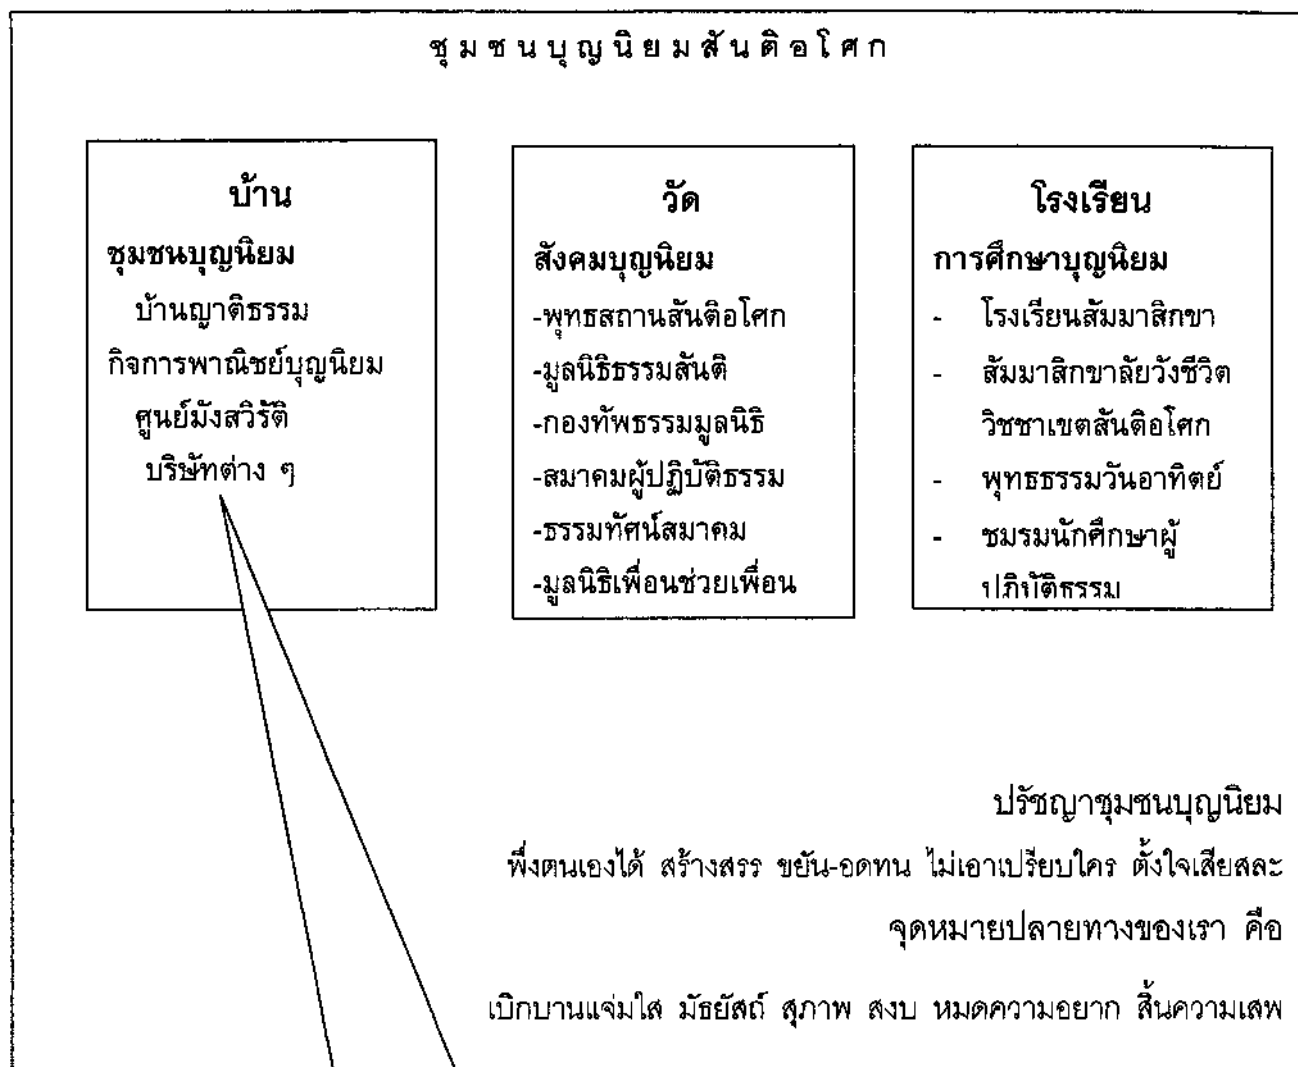 ชุมชนบุญนิยมสันติอโศก
บ้าน
ชุมชนบุญนิยม
บ้านญาติธรรม
กิจการพาณิชย์บุญนิยม
ศูนย์มังสวิรัติ
บริษัทต่าง ๆ
วัด
สังคมบุญนิยม
-พุทธสถานสันติอโศก
-มูลนิธิธรรมสันติ
-กองทัพธรรมมูลนิธิ
-สมาคมผู้ปฏิบัติธรรม
-ธรรมทัศน์สมาคม
-มูลนิธิเพื่อนช่วยเพื่อน
โรงเรียน
การศึกษาบุญนิยม
- โรงเรียนสัมมาสิกขา
- สัมมาสิกขาลัยวังชีวิต
วิชชาเขตสันติอโศก
- พุทธธรรมวันอาทิตย์
- ชมรมนักศึกษาผู้
ปฏิบัติธรรม
ปรัชญาชุมชนบุญนิยม
พึ่งตนเองได้ สร้างสรร ขยัน-อดทน ไม่เอาเปรียบใคร ตั้งใจเสียสละ
จุดหมายปลายทางของเรา คือ
เบิกบานแจ่มใส มัธยัสถ์ สุภาพ สงบ หมดความอยาก สิ้นความเสพ